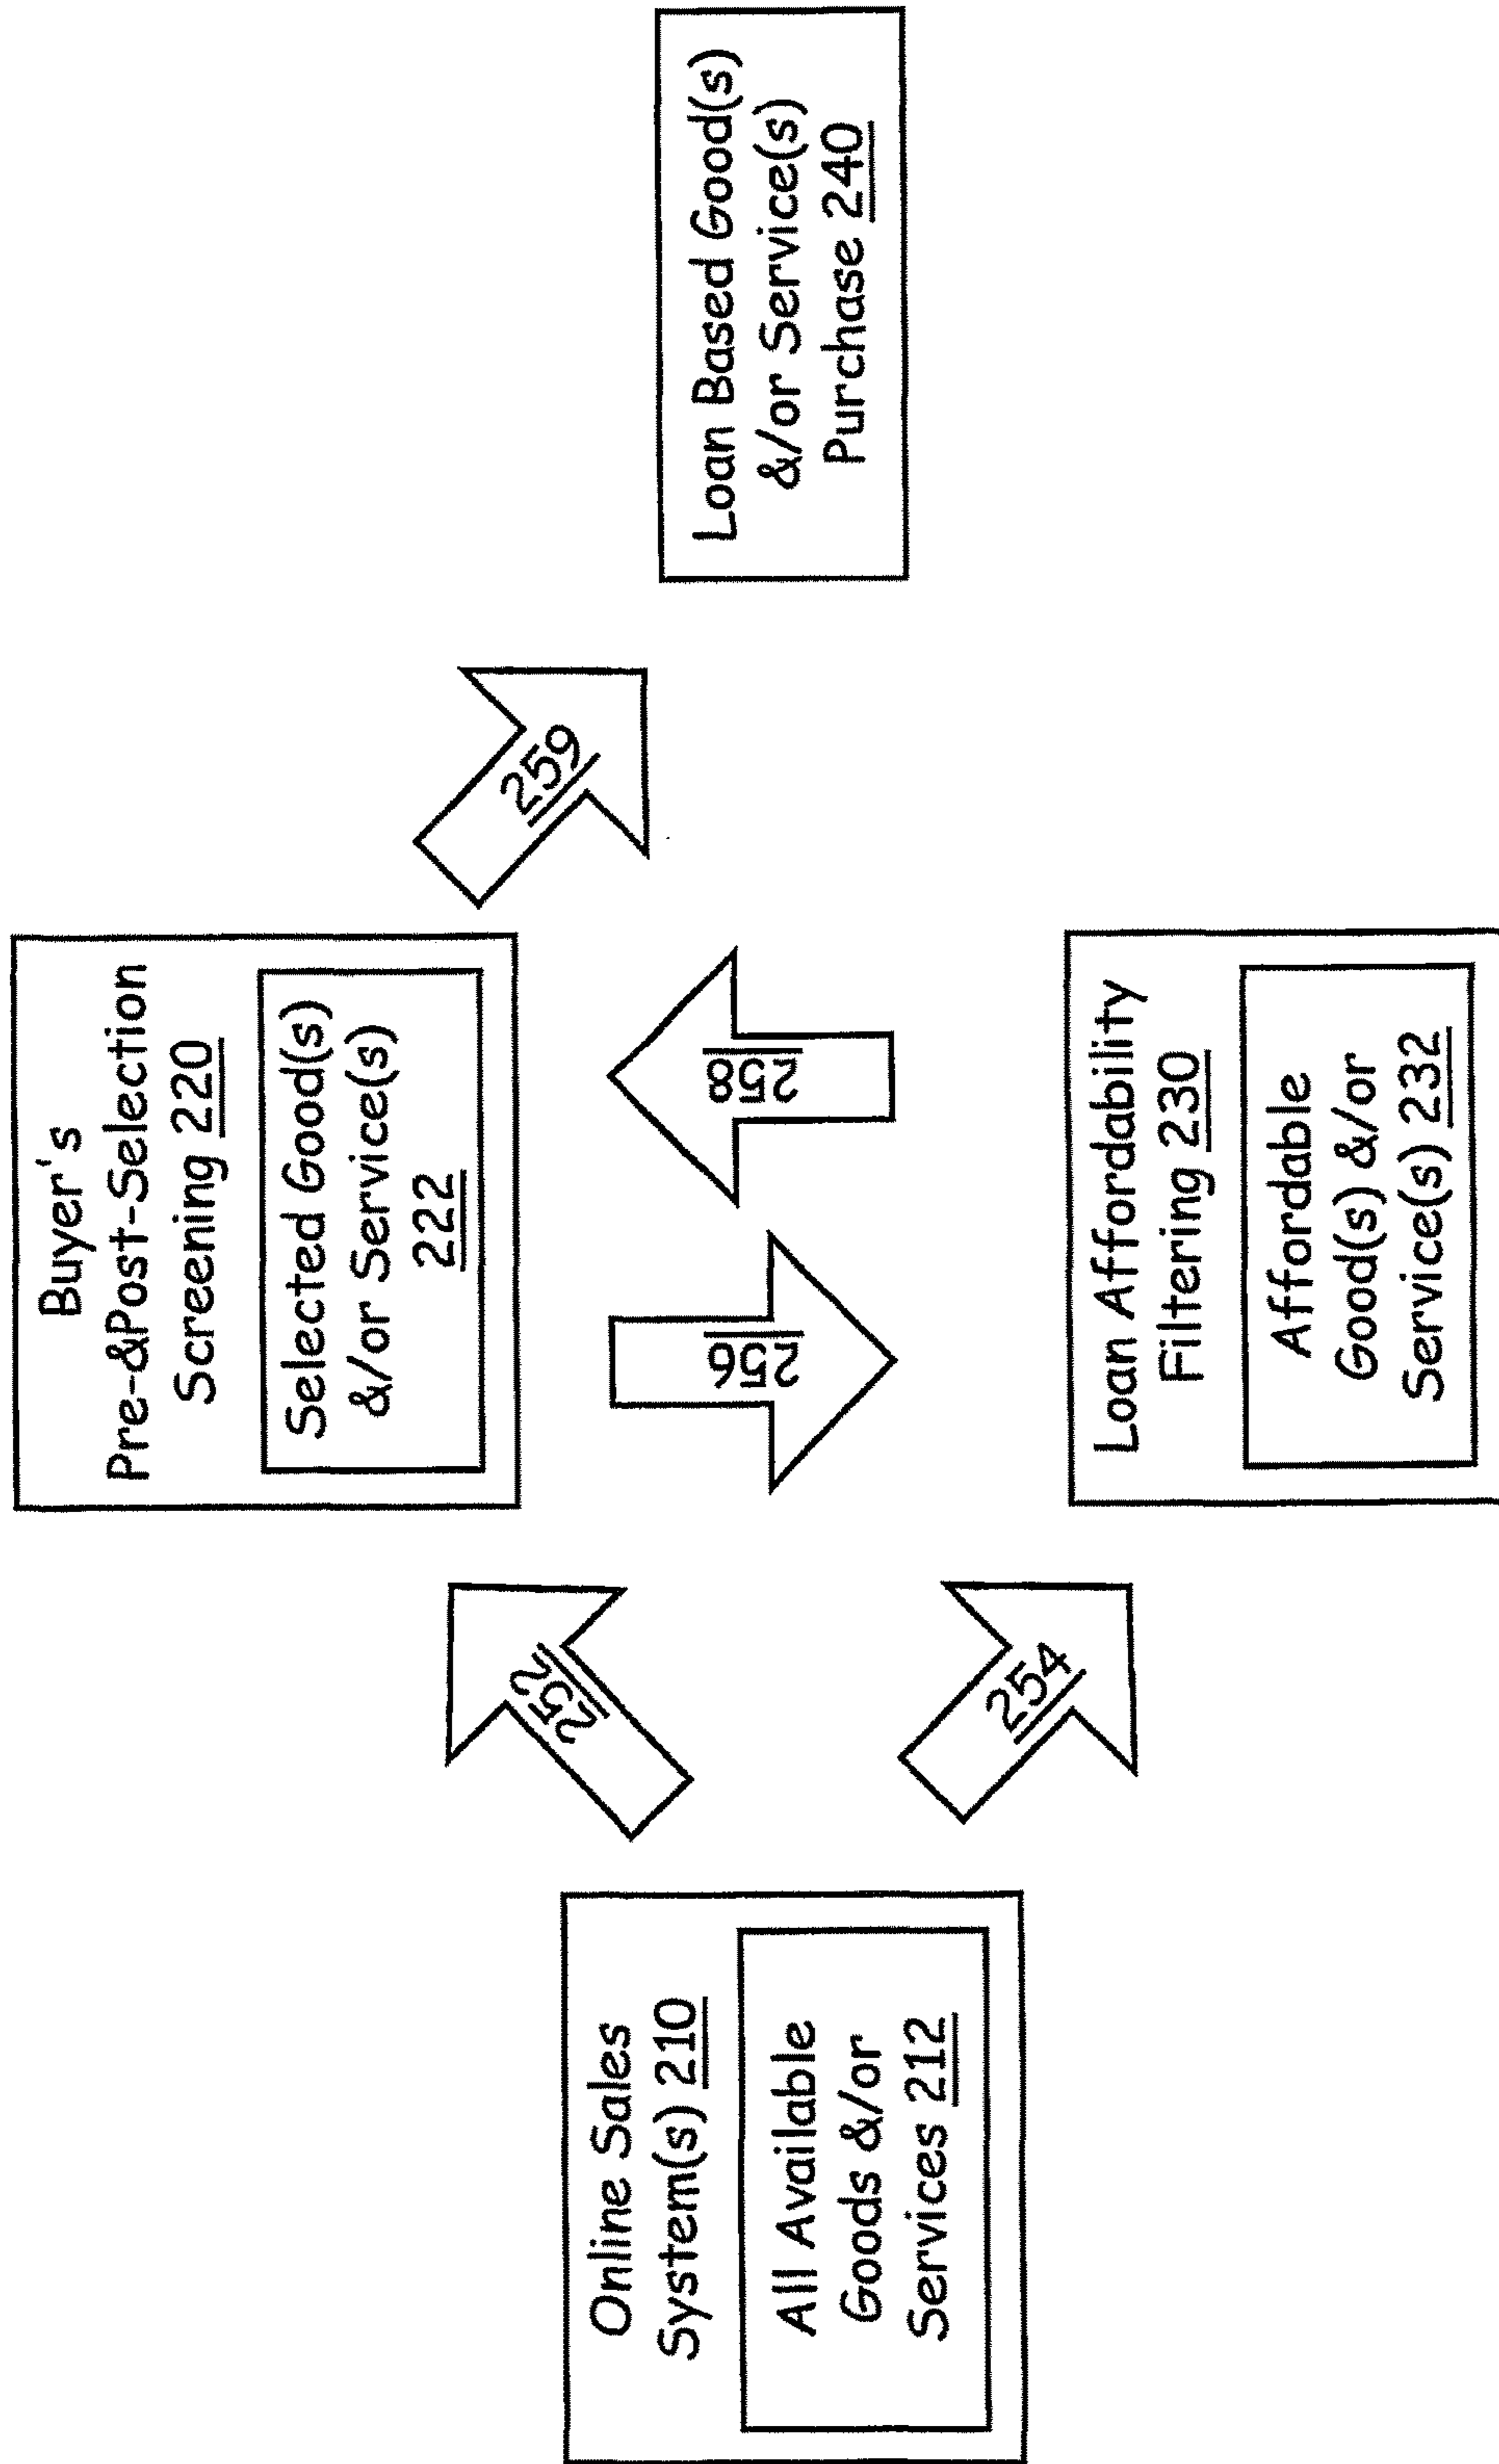 Online Sales
System(s) 210
All Available
Goods &/or
Services 212
252
254
Buyer's
Pre-&Post-Selection
Screening 220
Selected Good(s)
&/or Service(s)
222
256
258
Loan Affordability
Filtering 230
Affordable
Good(s) &/or
Service(s) 232
259
Loan Based Good(s)
&/or Service(s)
Purchase 240